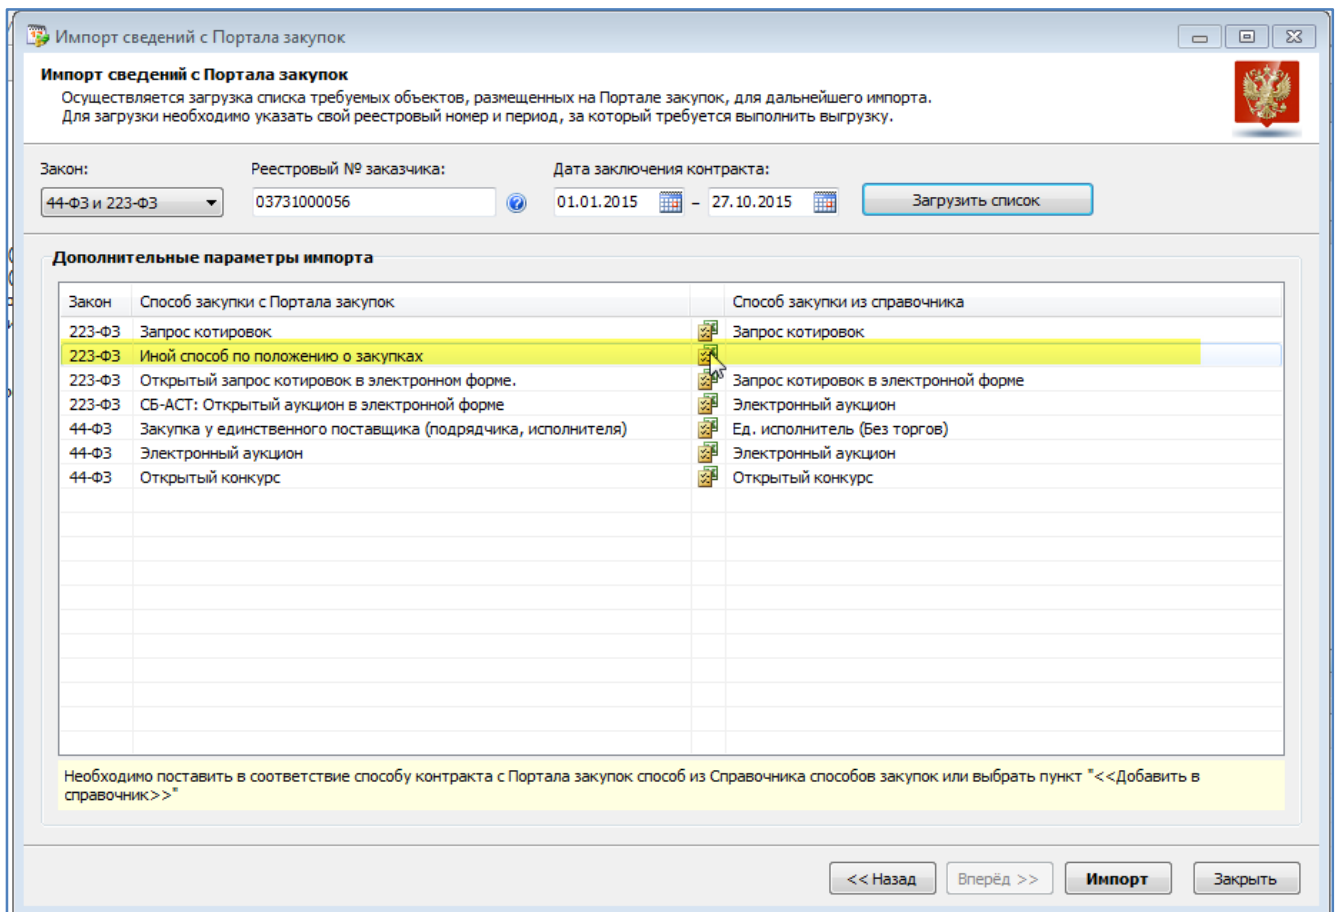 Импорт сведений с Портала закупок
Импорт сведений с Портала закупок
Осуществляется загрузка списка требуемых объектов, размещенных на Портале закупок, для дальнейшего импорта.
Для загрузки необходимо указать свой реестровый номер и период, за который требуется выполнить выгрузку.
Закон: Реестровый № заказчика: Дата заключения контракта:
44-ФЗ и 223-ФЗ 03731000056 01.01.2015 – 27.10.2015 Загрузить список
Дополнительные параметры импорта
Закон Способ закупки с Портала закупок Способ закупки из справочника
223-ФЗ Запрос котировок Запрос котировок
223-ФЗ Иной способ по положению о закупках
223-ФЗ Открытый запрос котировок в электронном форме. Запрос котировок в электронной форме
223-ФЗ СБ-АСТ: Открытый аукцион в электронной форме Электронный аукцион
44-ФЗ Закупка у единственного поставщика (подрядчика, исполнителя) Ед. исполнитель (Без торгов)
44-ФЗ Электронный аукцион Электронный аукцион
44-ФЗ Открытый конкурс Открытый конкурс
Необходимо поставить в соответствие способу контракта с Портала закупок способ из Справочника способов закупок или выбрать пункт "<<Добавить в
справочник>>"
<< Назад Вперёд >> Импорт Закрыть